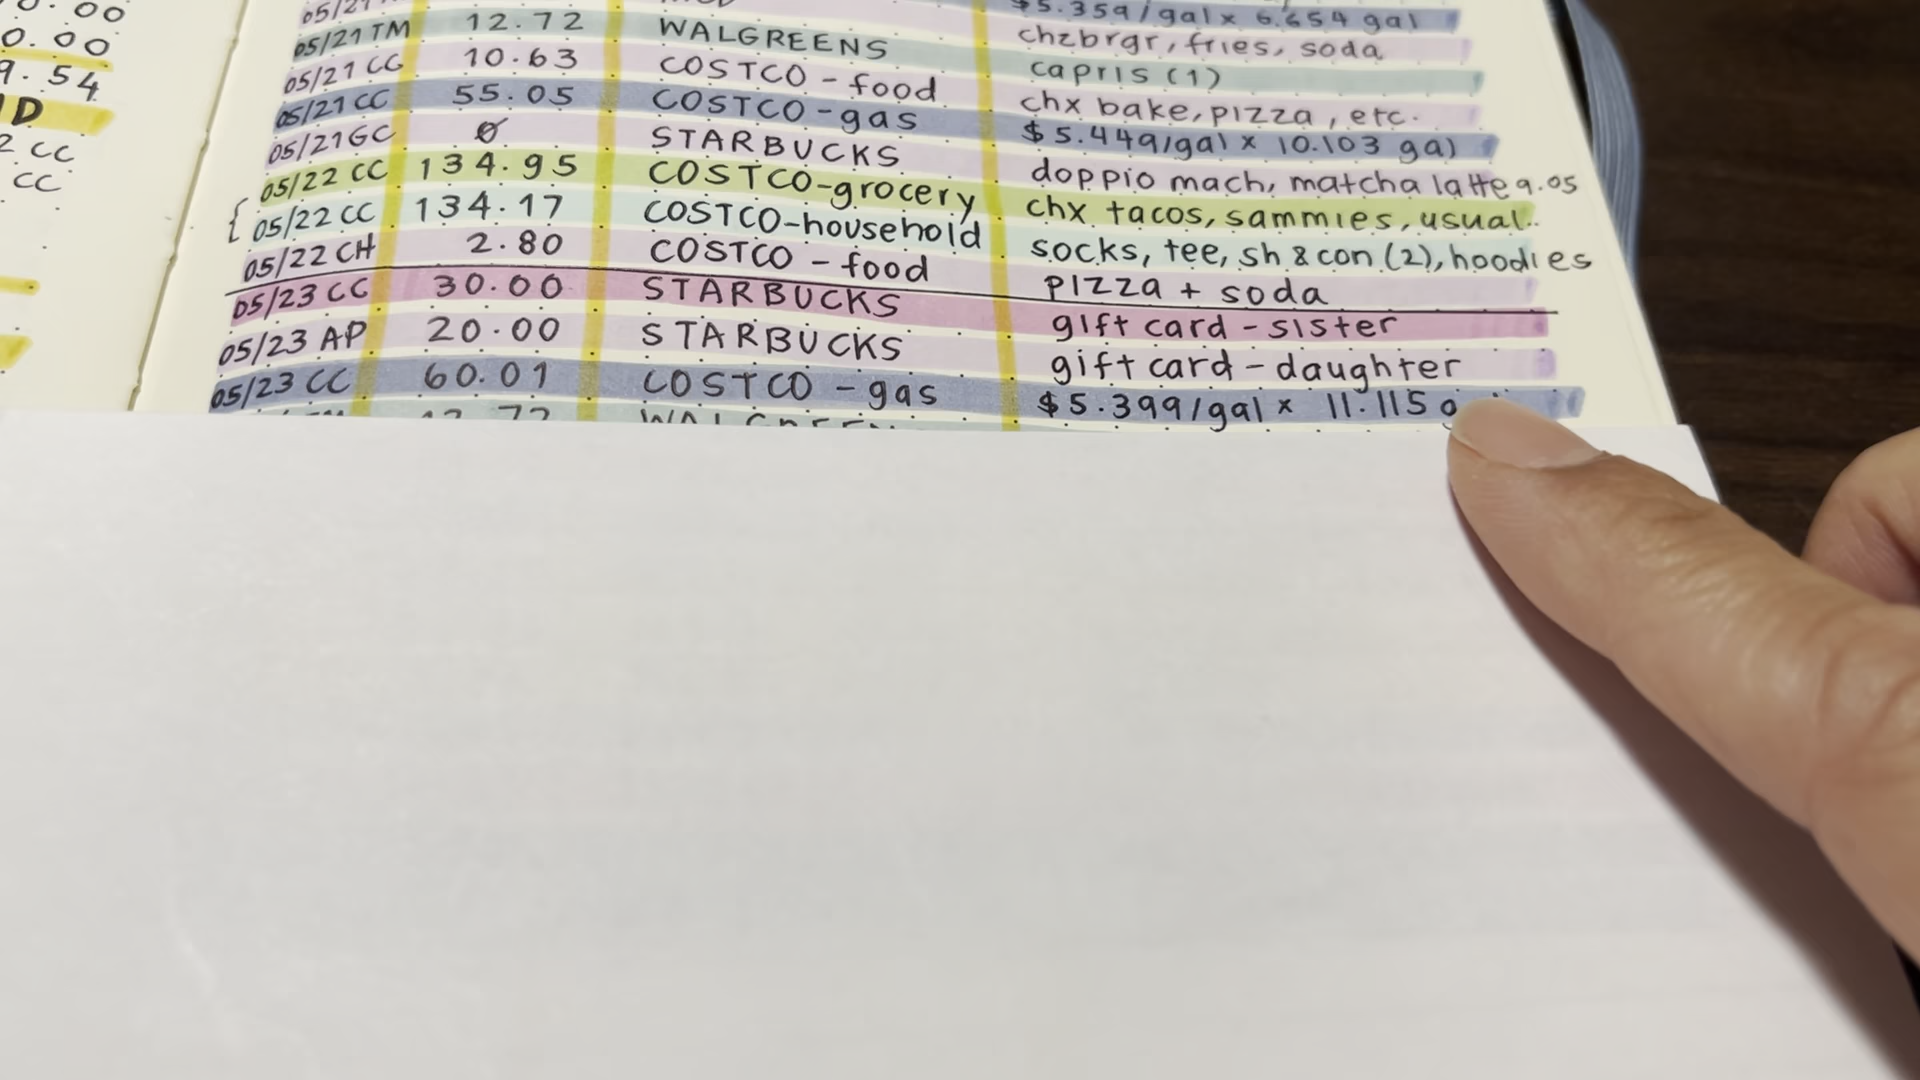 0.00
9.54
D
2 CC
CC
$5.359/gal x 6.654 gal
05/21 TM 12.72 WALGREENS chzbrgr, fries, soda
05/21 CC 10.63 COSTCO - food capris (1)
05/21 CC 55.05 COSTCO - gas chx bake, pizza, etc.
05/21 GC Ø STARBUCKS $5.449/gal x 10.103 gal
05/22 CC 134.95 COSTCO-grocery doppio mach, matcha latte 9.05
{ 05/22 CC 134.17 COSTCO-household chx tacos, sammies, usual..
05/22 CH 2.80 COSTCO - food socks, tee, sh & con (2), hoodies
05/23 CC 30.00 STARBUCKS pizza + soda
05/23 AP 20.00 STARBUCKS gift card - sister
05/23 CC 60.01 COSTCO - gas gift card - daughter
$5.399/gal x 11.115 g